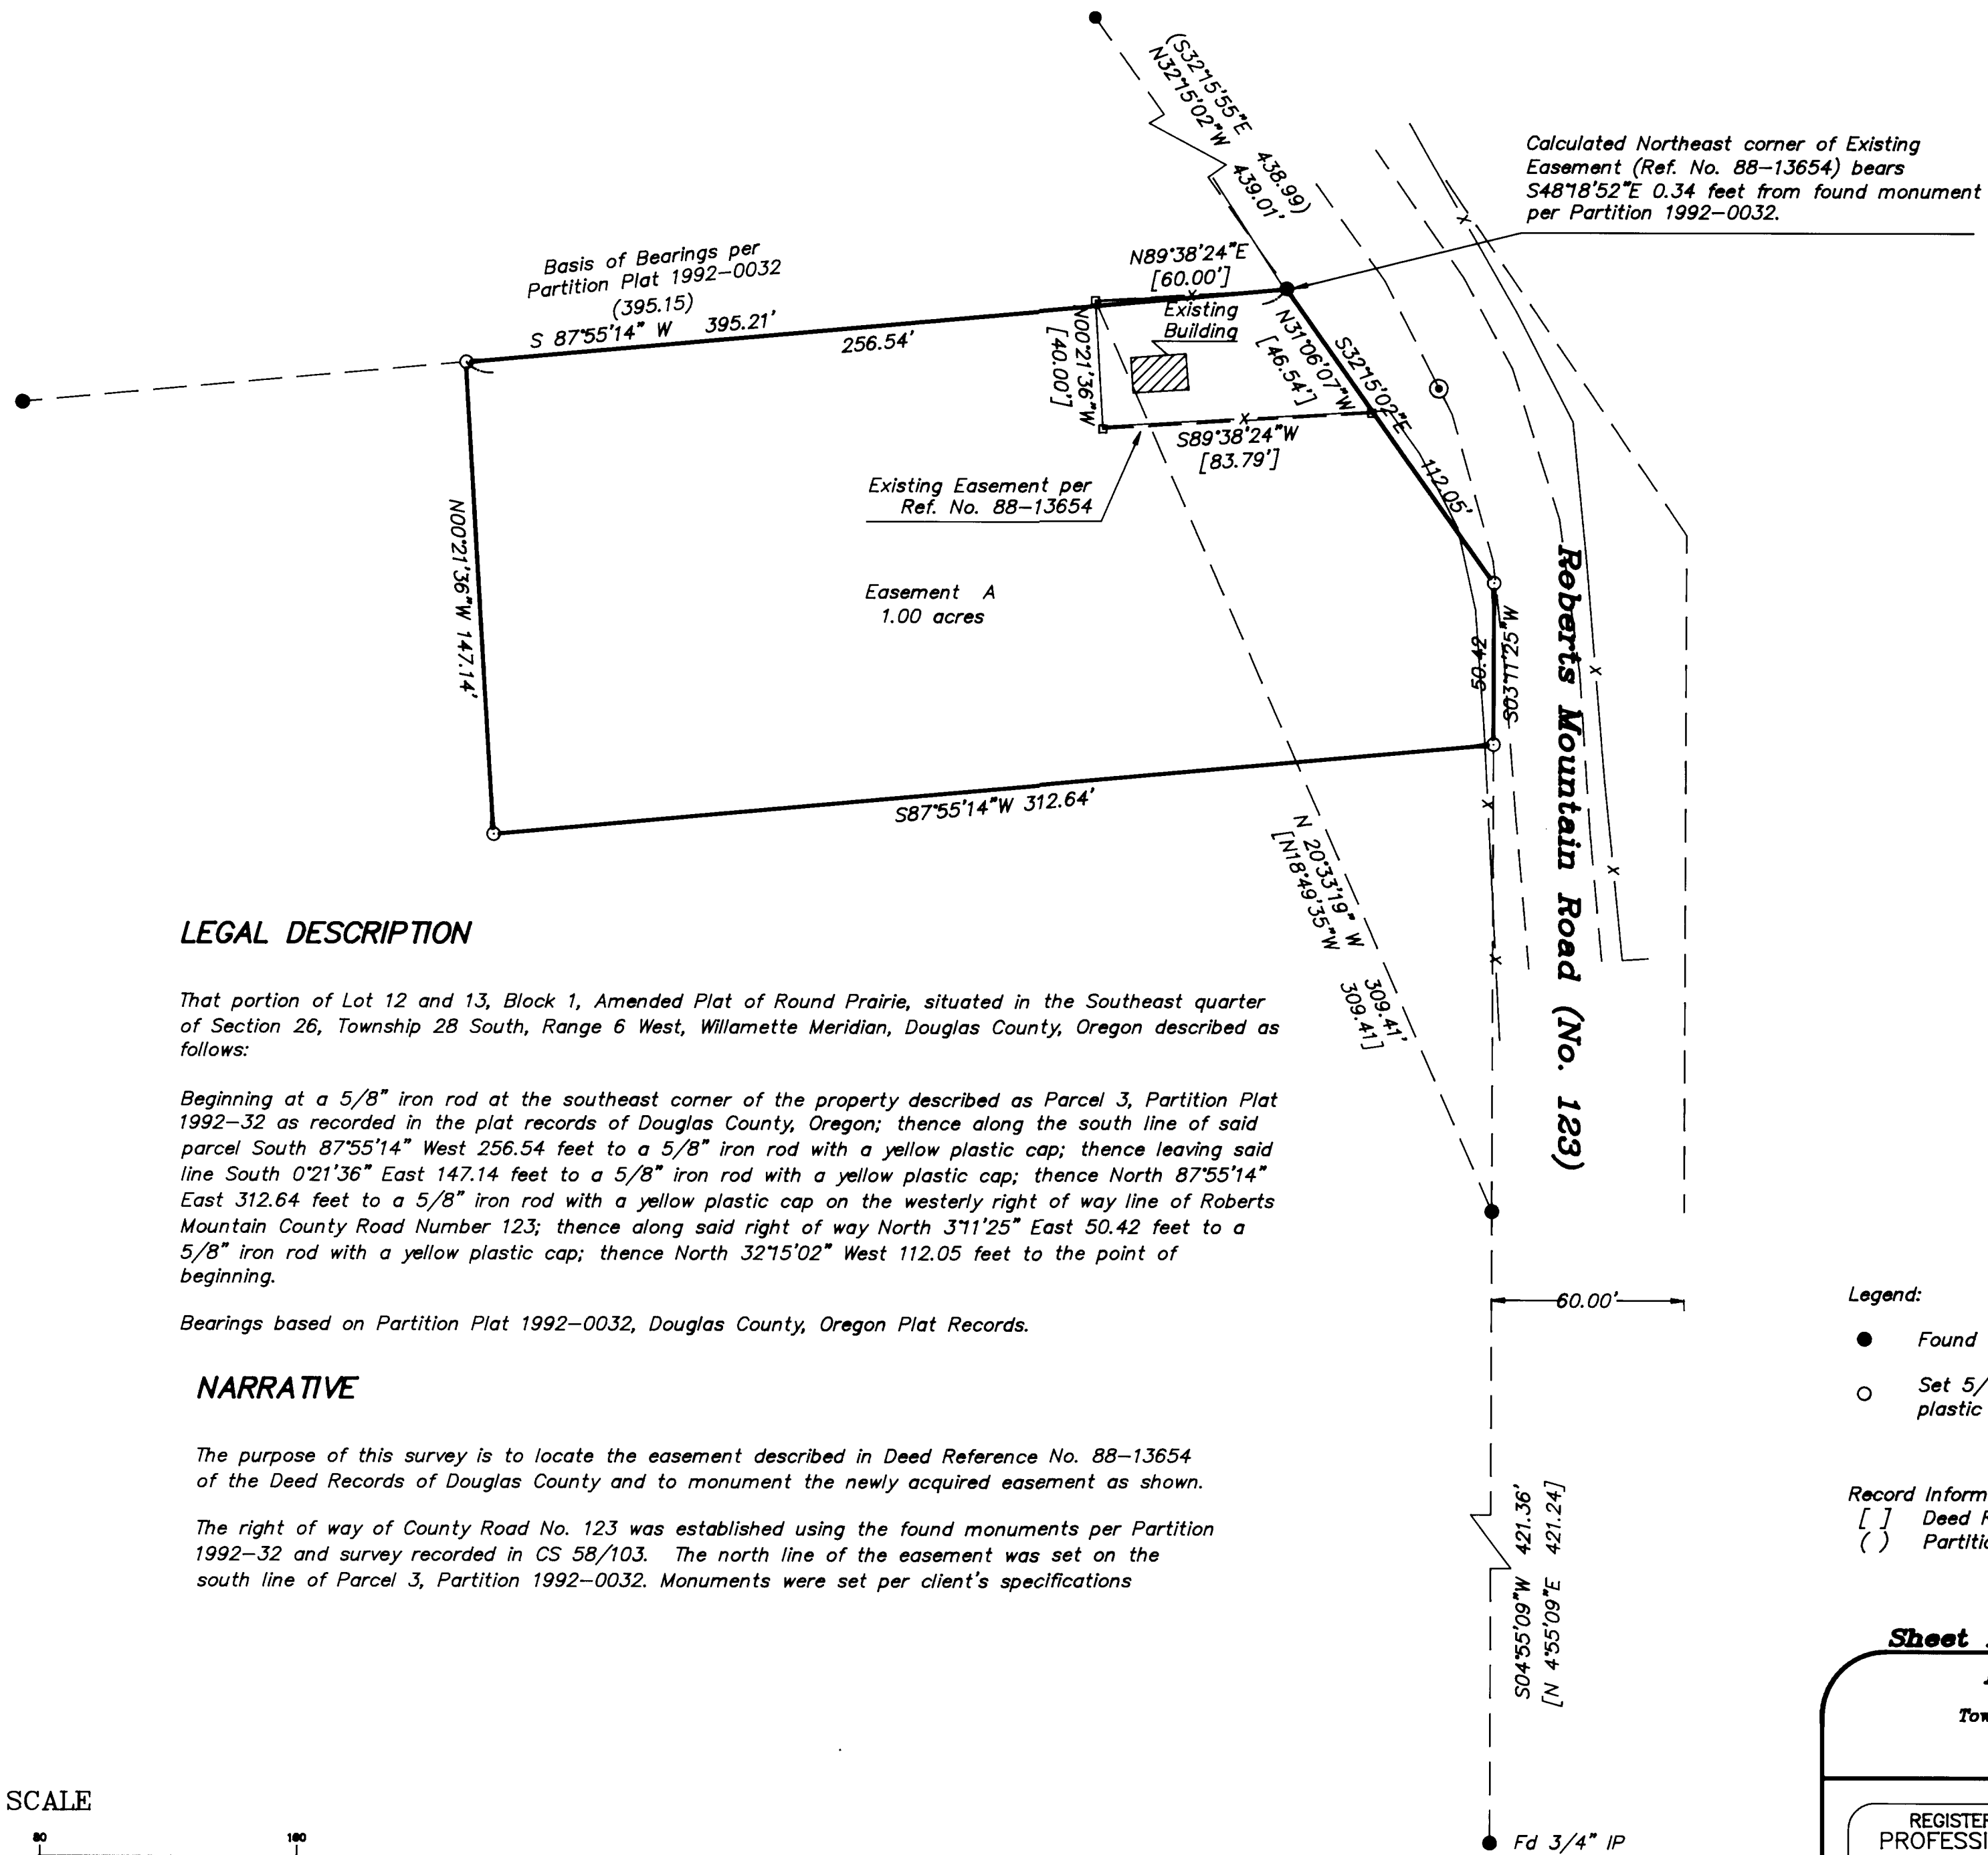 (S32°15'55"E 438.99)
N32°15'02"W 439.01'
Calculated Northeast corner of Existing
Easement (Ref. No. 88-13654) bears
S48°18'52"E 0.34 feet from found monument
per Partition 1992-0032.
Basis of Bearings per
Partition Plat 1992-0032
(395.15)
S 87°55'14" W 395.21'
256.54'
N89°38'24"E
[60.00']
Existing
Building
N00°21'36"W
[40.00']
N31°06'07"W
[46.54']
S32°15'02"E
112.05'
S89°38'24"W
[83.79']
Existing Easement per
Ref. No. 88-13654
N00°21'36"W 147.14'
Easement A
1.00 acres
50.42
S03°11'25"W
Roberts Mountain Road (No. 123)
S87°55'14"W 312.64'
N 20°33'19" W 309.41'
[N18°49'35"W 309.41]
LEGAL DESCRIPTION
That portion of Lot 12 and 13, Block 1, Amended Plat of Round Prairie, situated in the Southeast quarter
of Section 26, Township 28 South, Range 6 West, Willamette Meridian, Douglas County, Oregon described as
follows:
Beginning at a 5/8" iron rod at the southeast corner of the property described as Parcel 3, Partition Plat
1992-32 as recorded in the plat records of Douglas County, Oregon; thence along the south line of said
parcel South 87°55'14" West 256.54 feet to a 5/8" iron rod with a yellow plastic cap; thence leaving said
line South 0°21'36" East 147.14 feet to a 5/8" iron rod with a yellow plastic cap; thence North 87°55'14"
East 312.64 feet to a 5/8" iron rod with a yellow plastic cap on the westerly right of way line of Roberts
Mountain County Road Number 123; thence along said right of way North 3°11'25" East 50.42 feet to a
5/8" iron rod with a yellow plastic cap; thence North 32°15'02" West 112.05 feet to the point of
beginning.
Bearings based on Partition Plat 1992-0032, Douglas County, Oregon Plat Records.
60.00'
Legend:
Found
Set 5/
plastic
NARRATIVE
The purpose of this survey is to locate the easement described in Deed Reference No. 88-13654
of the Deed Records of Douglas County and to monument the newly acquired easement as shown.
The right of way of County Road No. 123 was established using the found monuments per Partition
1992-32 and survey recorded in CS 58/103. The north line of the easement was set on the
south line of Parcel 3, Partition 1992-0032. Monuments were set per client's specifications
S04°55'09"W 421.36'
[N 4°55'09"E 421.24]
Record Inform
[ ] Deed R
( ) Partitio
Sheet
Tow
SCALE
80 160
REGISTER
PROFESSI
Fd 3/4" IP